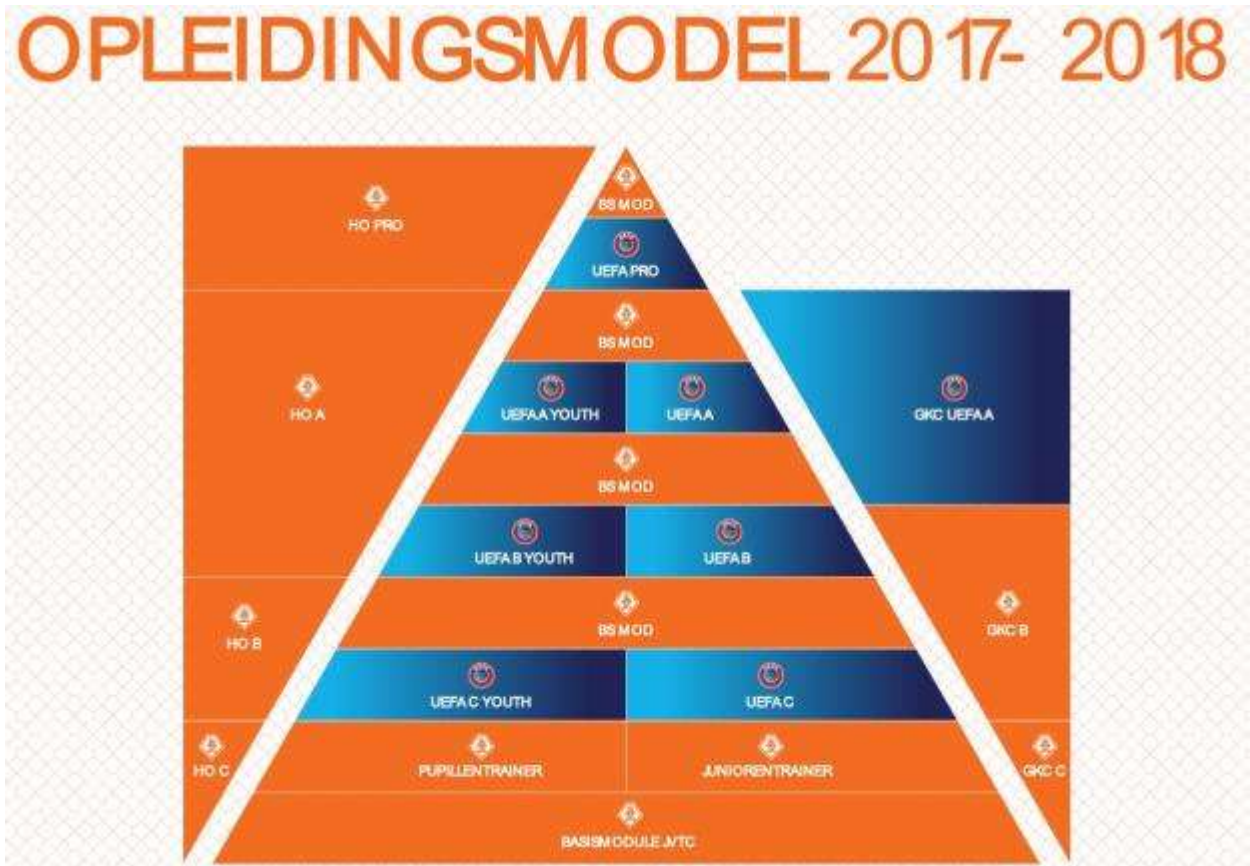 OPLEIDINGSMODEL 2017- 2018
HO PRO
BS MOD
UEFA PRO
BS MOD
HO A
UEFA A YOUTH
UEFA A
GKC UEFA A
BS MOD
UEFA B YOUTH
UEFA B
BS MOD
HO B
GKC B
UEFA C YOUTH
UEFA C
HO C
PUPILLENTRAINER
JUNIORENTRAINER
GKC C
BASISMODULE JVTC